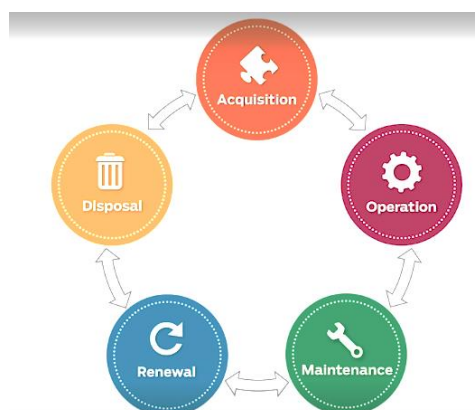 Acquisition
Operation
Maintenance
Renewal
Disposal